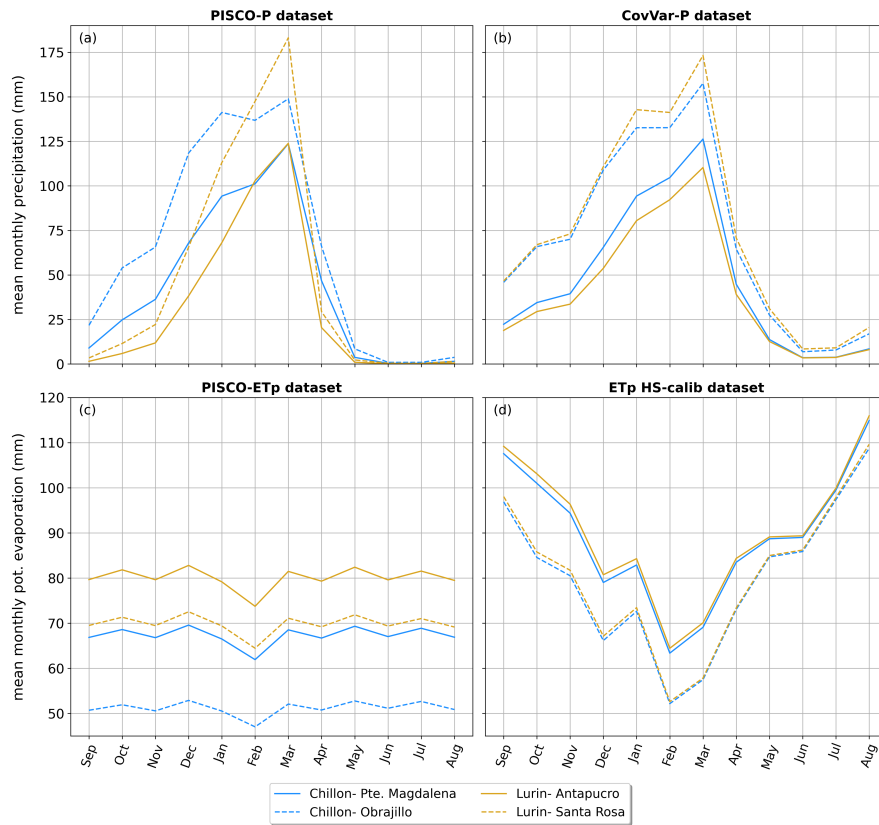 PISCO-P dataset
CovVar-P dataset
(a)
(b)
mean monthly precipitation (mm)
175
150
125
100
75
50
25
0
PISCO-ETp dataset
ETp HS-calib dataset
(c)
(d)
mean monthly pot. evaporation (mm)
120
110
100
90
80
70
60
50
Sep Oct Nov Dec Jan Feb Mar Apr May Jun Jul Aug
Sep Oct Nov Dec Jan Feb Mar Apr May Jun Jul Aug
Chillon- Pte. Magdalena
Lurin- Antapucro
Chillon- Obrajillo
Lurin- Santa Rosa